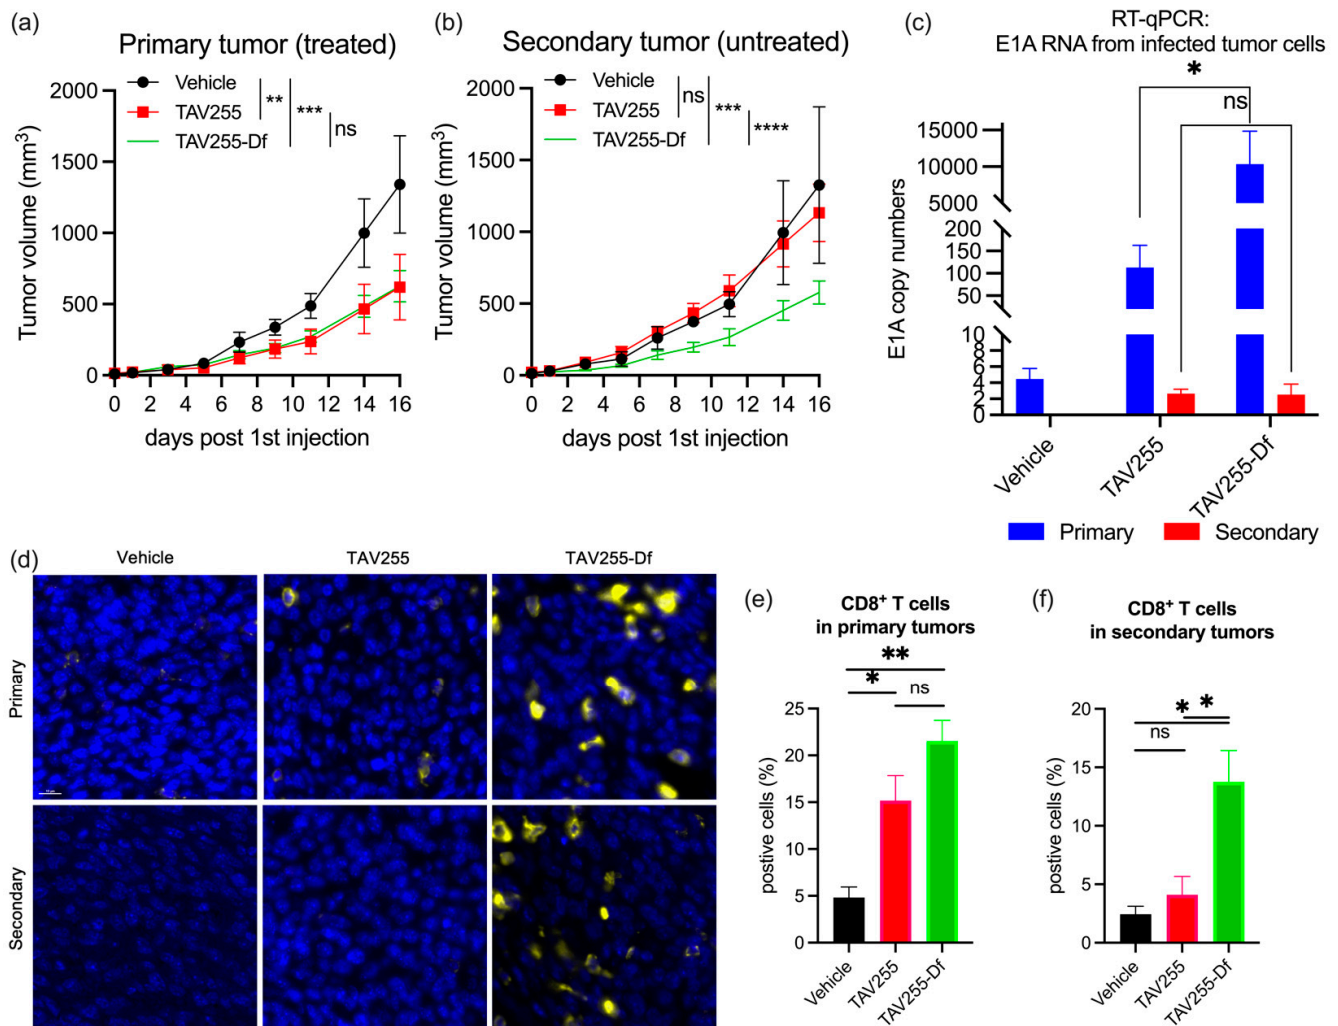 (a)
Primary tumor (treated)
Vehicle
TAV255
TAV255-Df
**
***
ns
Tumor volume (mm³)
2000
1500
1000
500
0
0 2 4 6 8 10 12 14 16
days post 1st injection
(b)
Secondary tumor (untreated)
Vehicle
TAV255
TAV255-Df
ns
***
****
Tumor volume (mm³)
2000
1500
1000
500
0
0 2 4 6 8 10 12 14 16
days post 1st injection
(c)
RT-qPCR:
E1A RNA from infected tumor cells
*
ns
E1A copy numbers
15000
10000
5000
200
150
100
50
10
8
6
4
2
0
Vehicle
TAV255
TAV255-Df
Primary
Secondary
(d)
Vehicle
TAV255
TAV255-Df
Primary
Secondary
(e)
CD8⁺ T cells
in primary tumors
**
*
ns
postive cells (%)
25
20
15
10
5
0
Vehicle
TAV255
TAV255-Df
(f)
CD8⁺ T cells
in secondary tumors
* *
ns
postive cells (%)
20
15
10
5
0
Vehicle
TAV255
TAV255-Df